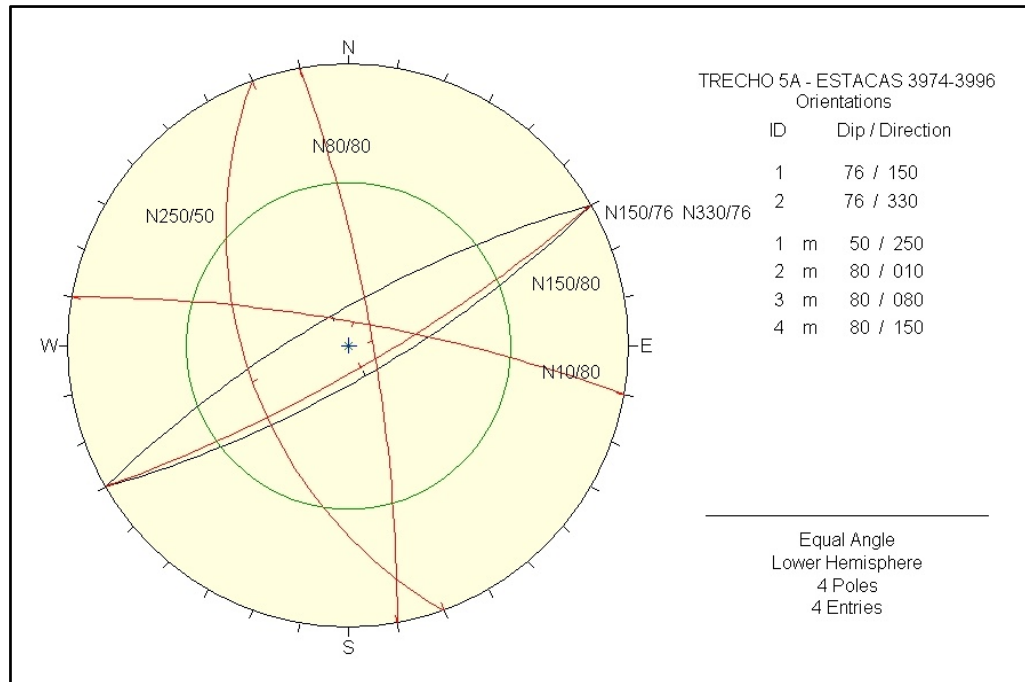 N
N80/80
N250/50
N150/76 N330/76
N150/80
W
E
N10/80
S
TRECHO 5A - ESTACAS 3974-3996
Orientations
ID Dip / Direction
1 76 / 150
2 76 / 330
1 m 50 / 250
2 m 80 / 010
3 m 80 / 080
4 m 80 / 150
Equal Angle
Lower Hemisphere
4 Poles
4 Entries